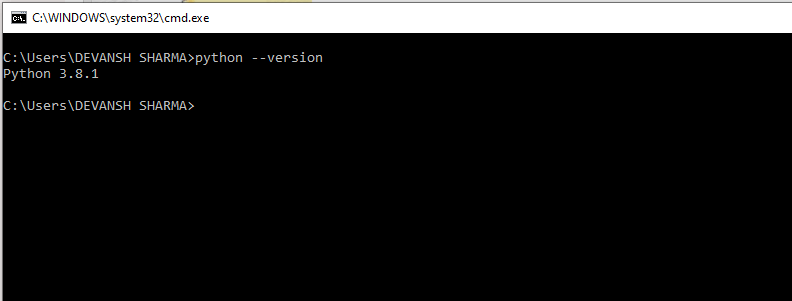 C:\WINDOWS\system32\cmd.exe
C:\Users\DEVANSH SHARMA>python --version
Python 3.8.1
C:\Users\DEVANSH SHARMA>